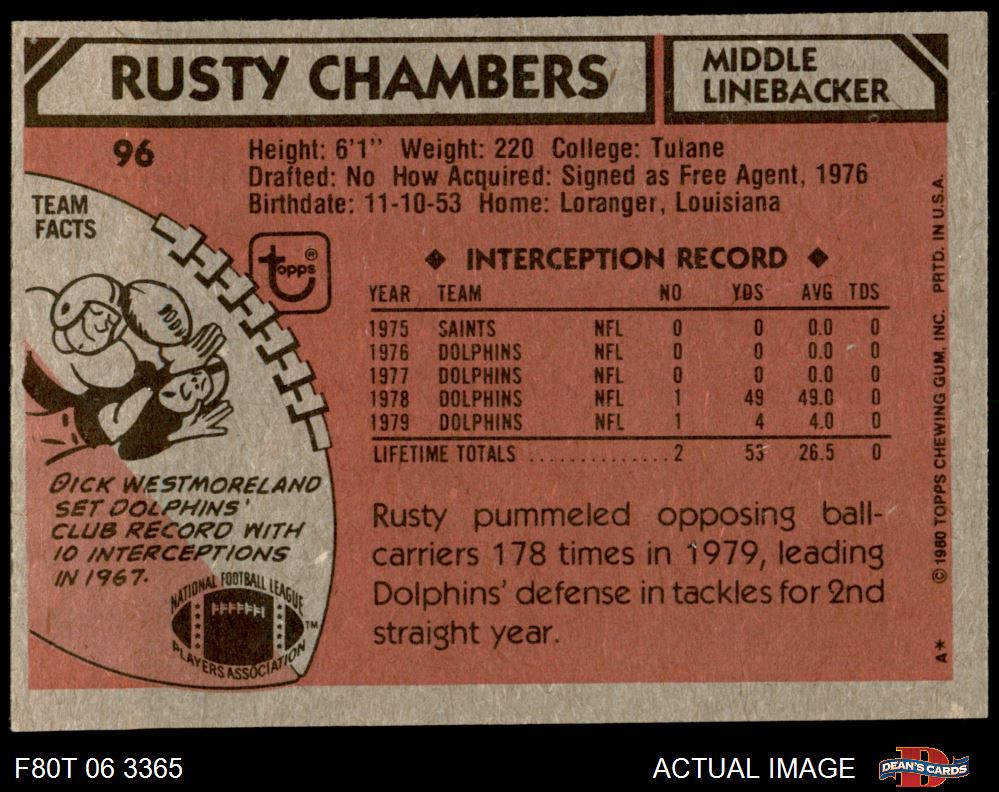 RUSTY CHAMBERS
MIDDLE
LINEBACKER
96
Height: 6'1" Weight: 220 College: Tulane
Drafted: No How Acquired: Signed as Free Agent, 1976
Birthdate: 11-10-53 Home: Loranger, Louisiana
TEAM
FACTS
topps®
◆ INTERCEPTION RECORD ◆
YEAR TEAM NO YDS AVG TDS
1975 SAINTS NFL 0 0 0.0 0
1976 DOLPHINS NFL 0 0 0.0 0
1977 DOLPHINS NFL 0 0 0.0 0
1978 DOLPHINS NFL 1 49 49.0 0
1979 DOLPHINS NFL 1 4 4.0 0
LIFETIME TOTALS ............... 2 53 26.5 0
DICK WESTMORELAND
SET DOLPHINS'
CLUB RECORD WITH
10 INTERCEPTIONS
IN 1967.
NATIONAL FOOTBALL LEAGUE
PLAYERS ASSOCIATION
TM
Rusty pummeled opposing ball-
carriers 178 times in 1979, leading
Dolphins' defense in tackles for 2nd
straight year.
A* © 1980 TOPPS CHEWING GUM, INC. PRTD. IN U.S.A.
F80T 06 3365
ACTUAL IMAGE
D
DEAN'S CARDS